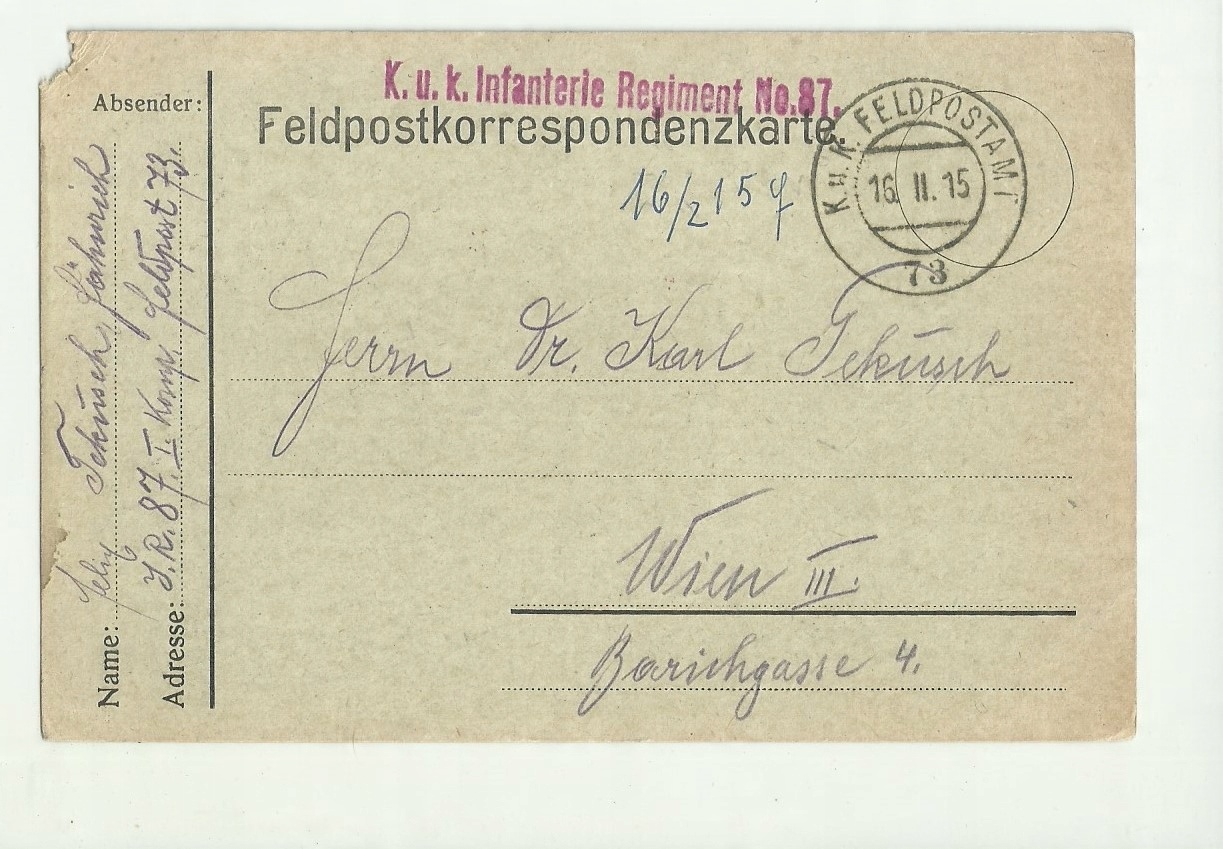 K. u. k. Infanterie Regiment No. 87.
Feldpostkorrespondenzkarte.
K. u. K. FELDPOSTAMT
16. II. 15
73
16/2 15
Absender:
Name: Felix Tekusch, Fähnrich
Adresse: I. R. 87, I. Komp. Feldpost 73.
Herrn Dr. Karl Tekusch
Wien III.
Barichgasse 4.